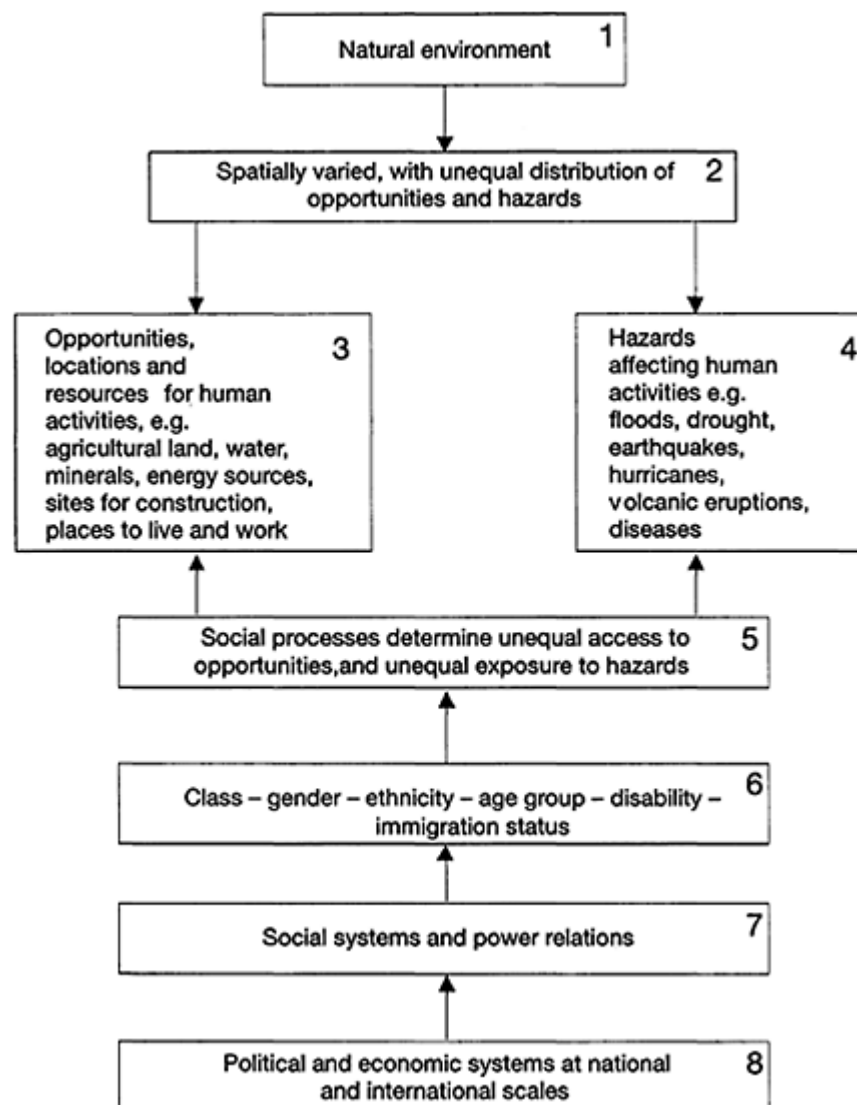 1
Natural environment
Spatially varied, with unequal distribution of
opportunities and hazards
2
Opportunities,
locations and
resources for human
activities, e.g.
agricultural land, water,
minerals, energy sources,
sites for construction,
places to live and work
3
Hazards
affecting human
activities e.g.
floods, drought,
earthquakes,
hurricanes,
volcanic eruptions,
diseases
4
Social processes determine unequal access to
opportunities,and unequal exposure to hazards
5
Class – gender – ethnicity – age group – disability –
immigration status
6
Social systems and power relations
7
Political and economic systems at national
and international scales
8